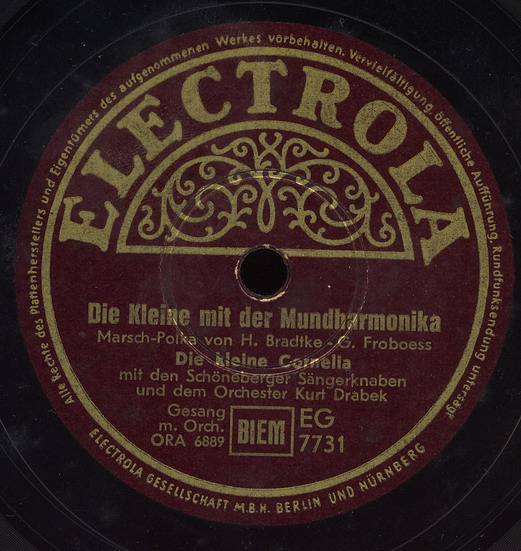 Alle Rechte des Plattenherstellers und Eigentümers des aufgenommenen Werkes vorbehalten. Vervielfältigung, öffentliche Aufführung, Rundfunksendung untersagt
ELECTROLA
Die Kleine mit der Mundharmonika
Marsch-Polka von H. Bradtke - G. Froboess
Die kleine Cornelia
mit den Schöneberger Sängerknaben
und dem Orchester Kurt Drabek
Gesang
m. Orch.
ORA 6889
BIEM
EG
7731
ELECTROLA GESELLSCHAFT M.B.H. BERLIN UND NÜRNBERG